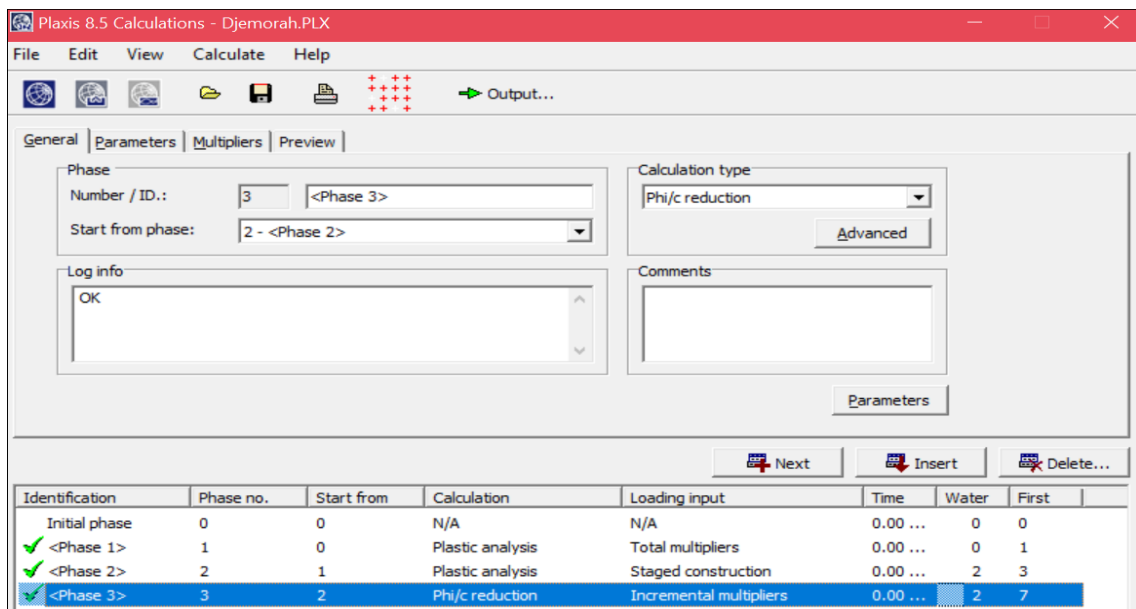 Plaxis 8.5 Calculations - Djemorah.PLX
File Edit View Calculate Help
Output...
General Parameters Multipliers Preview
Phase
Number / ID.: 3 <Phase 3>
Start from phase: 2 - <Phase 2>
Calculation type
Phi/c reduction
Advanced
Log info
OK
Comments
Parameters
Next Insert Delete...
Identification Phase no. Start from Calculation Loading input Time Water First
Initial phase 0 0 N/A N/A 0.00 ... 0 0
<Phase 1> 1 0 Plastic analysis Total multipliers 0.00 ... 0 1
<Phase 2> 2 1 Plastic analysis Staged construction 0.00 ... 2 3
<Phase 3> 3 2 Phi/c reduction Incremental multipliers 0.00 ... 2 7